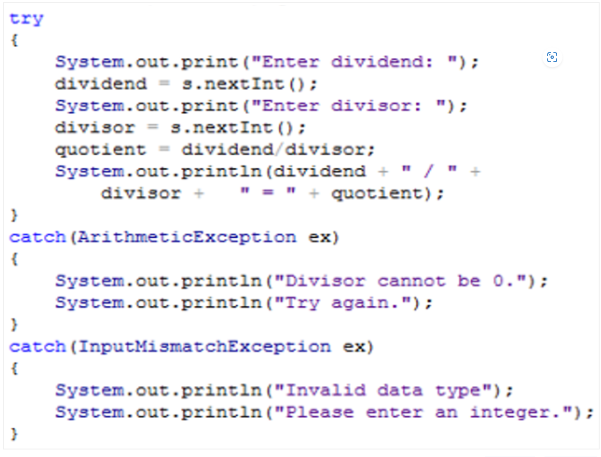 try
{
    System.out.print("Enter dividend: ");
    dividend = s.nextInt();
    System.out.print("Enter divisor: ");
    divisor = s.nextInt();
    quotient = dividend/divisor;
    System.out.println(dividend + " / " +
        divisor +   " = " + quotient);
}
catch(ArithmeticException ex)
{
    System.out.println("Divisor cannot be 0.");
    System.out.println("Try again.");
}
catch(InputMismatchException ex)
{
    System.out.println("Invalid data type");
    System.out.println("Please enter an integer.");
}